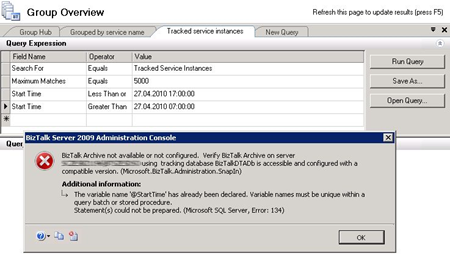 Group Overview
Refresh this page to update results (press F5)
Group Hub
Grouped by service name
Tracked service instances
New Query
Query Expression
Field Name Operator Value
Search For Equals Tracked Service Instances
Maximum Matches Equals 5000
Start Time Less Than or 27.04.2010 17:00:00
Start Time Greater Than 27.04.2010 07:00:00
Run Query
Save As...
Open Query...
BizTalk Server 2009 Administration Console
BizTalk Archive not available or not configured. Verify BizTalk Archive on server
using tracking database BizTalkDTADb is accessible and configured with a
compatible version. (Microsoft.BizTalk.Administration.SnapIn)
Additional information:
The variable name '@StartTime' has already been declared. Variable names must be unique within a
query batch or stored procedure.
Statement(s) could not be prepared. (Microsoft SQL Server, Error: 134)
OK